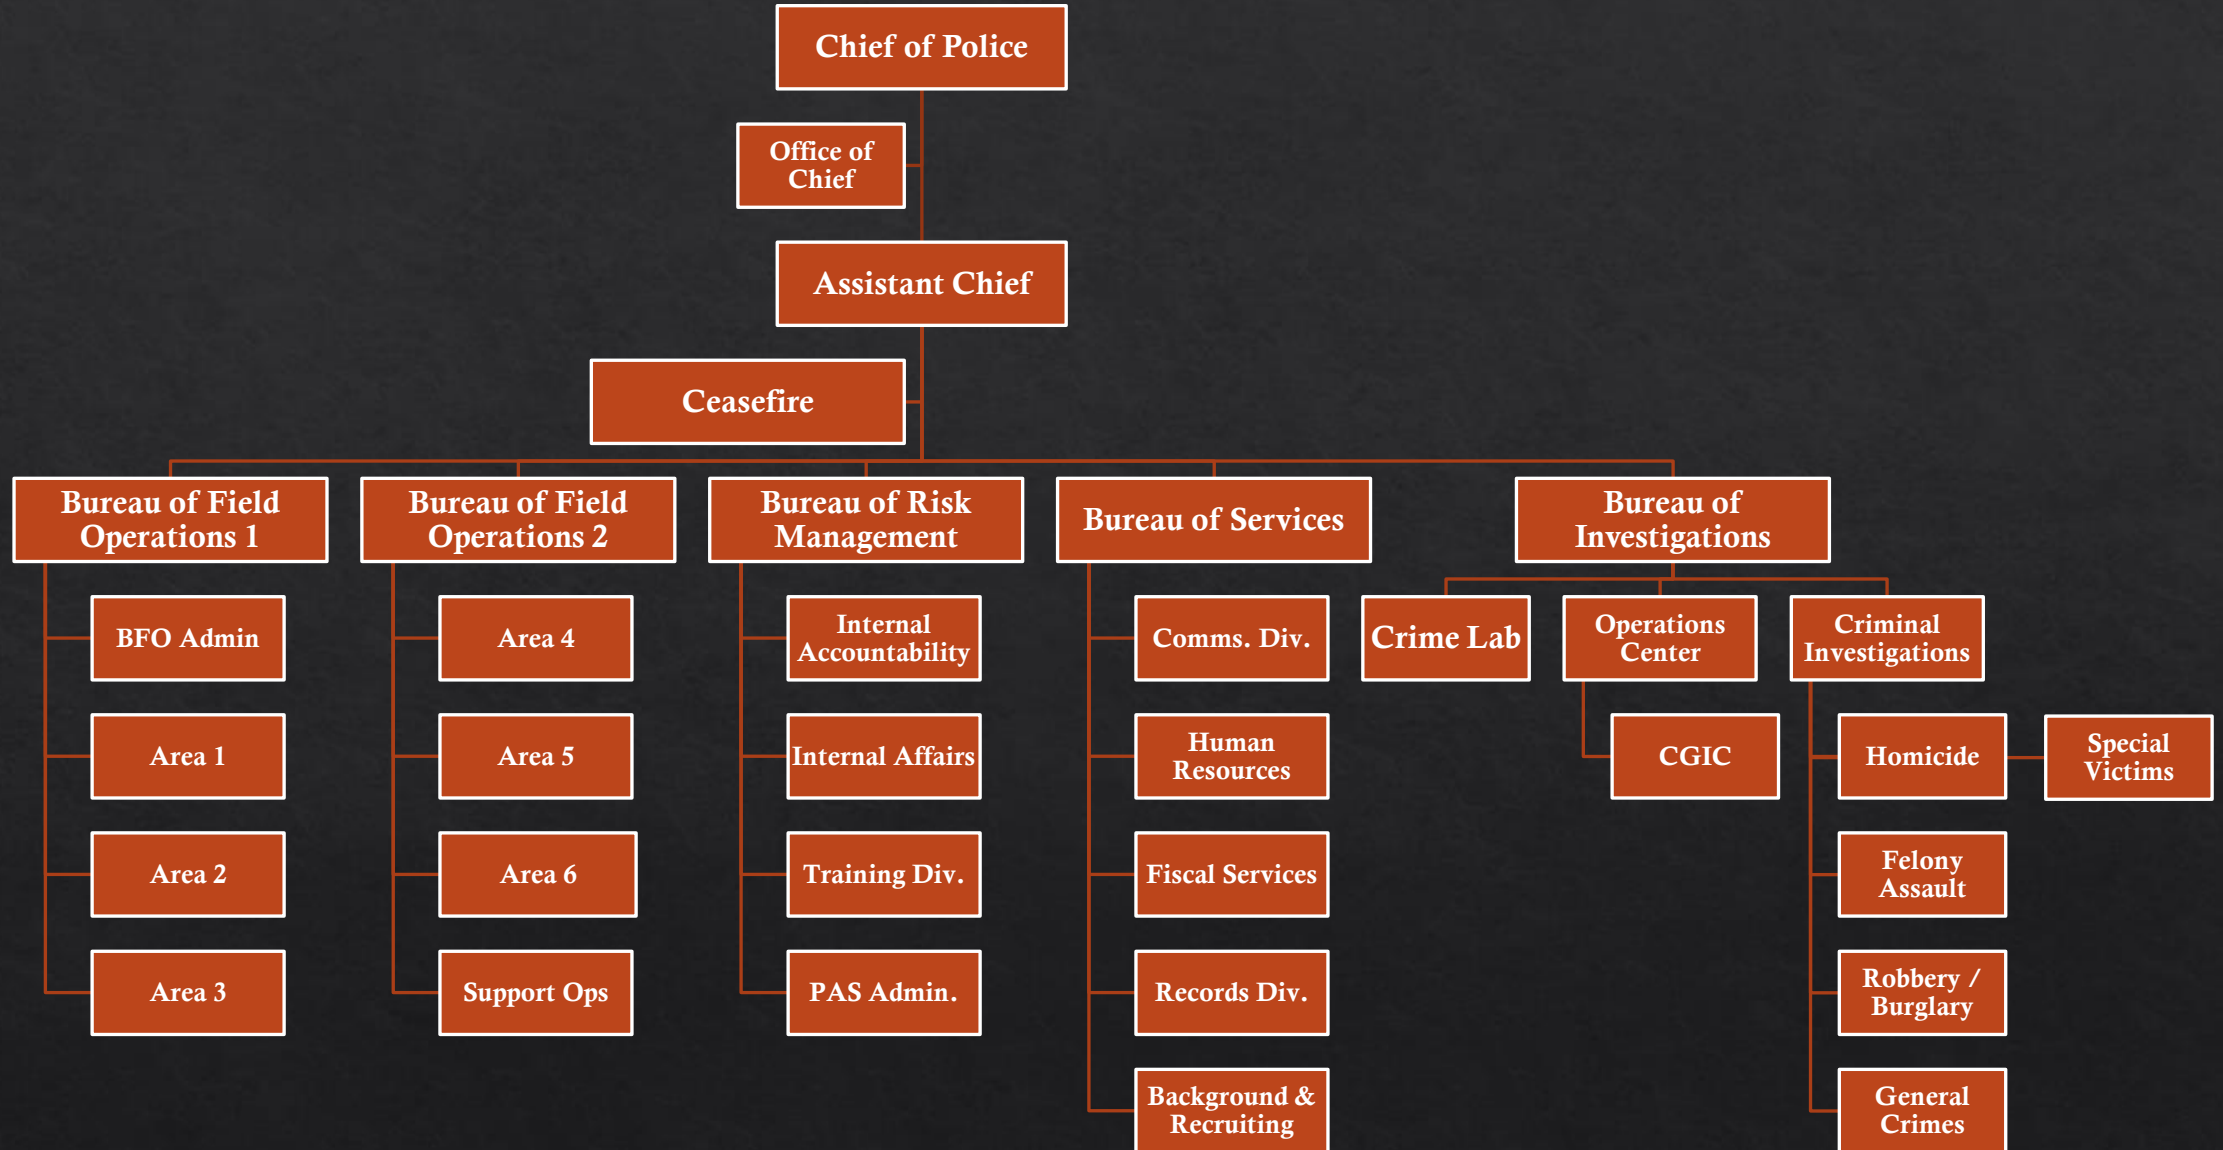 Chief of Police
Office of
Chief
Assistant Chief
Ceasefire
Bureau of Field
Operations 1
Bureau of Field
Operations 2
Bureau of Risk
Management
Bureau of Services
Bureau of
Investigations
BFO Admin
Area 1
Area 2
Area 3
Area 4
Area 5
Area 6
Support Ops
Internal
Accountability
Internal Affairs
Training Div.
PAS Admin.
Comms. Div.
Human
Resources
Fiscal Services
Records Div.
Background &
Recruiting
Crime Lab
Operations
Center
CGIC
Criminal
Investigations
Homicide
Special
Victims
Felony
Assault
Robbery /
Burglary
General
Crimes